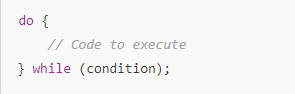 do {
    // Code to execute
} while (condition);